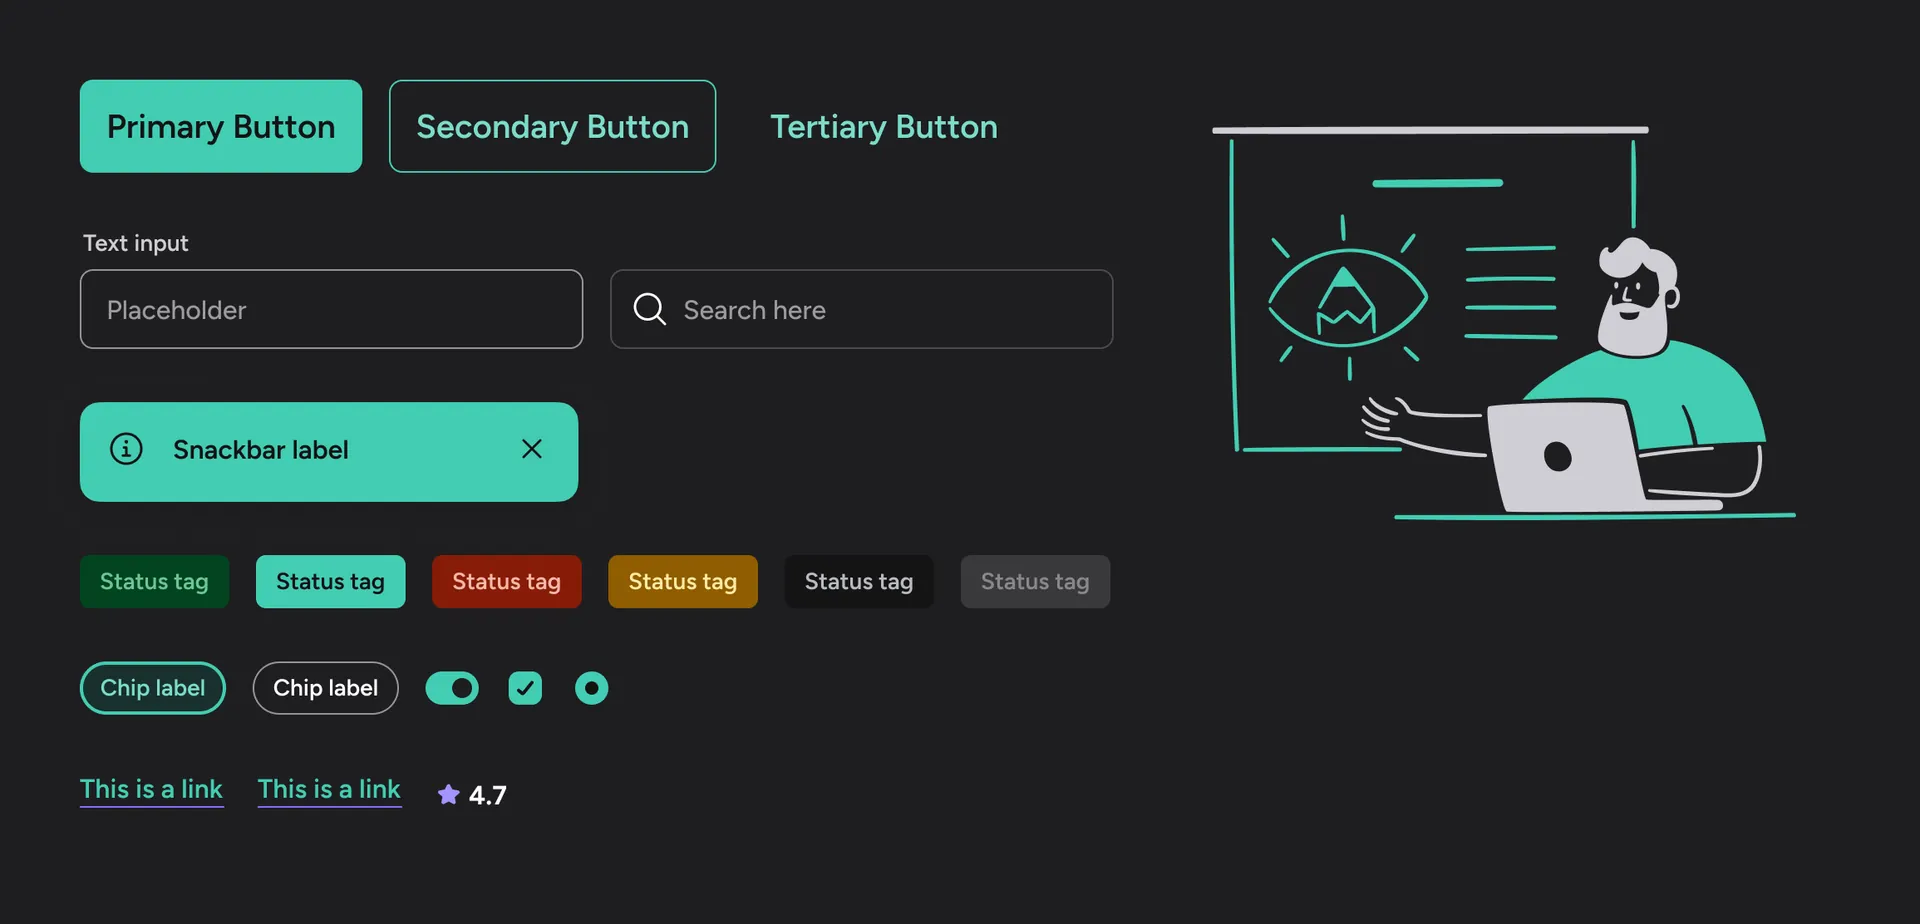 Primary Button
Secondary Button
Tertiary Button
Text input
Placeholder
Search here
Snackbar label
Status tag
Status tag
Status tag
Status tag
Status tag
Status tag
Chip label
Chip label
This is a link
This is a link
4.7